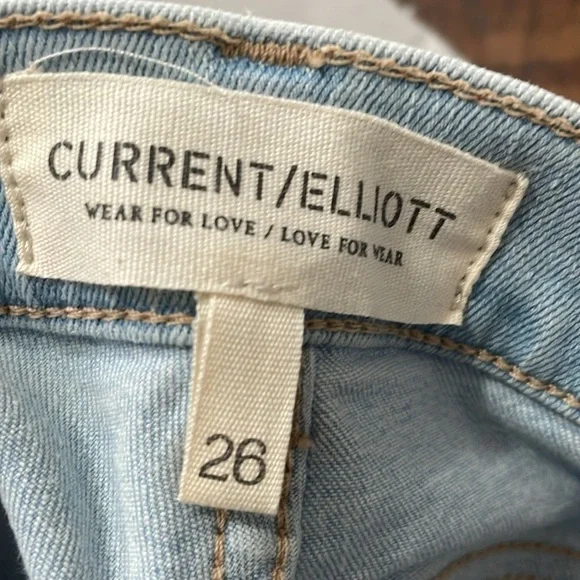 CURRENT/ELLIOTT
WEAR FOR LOVE / LOVE FOR WEAR
26